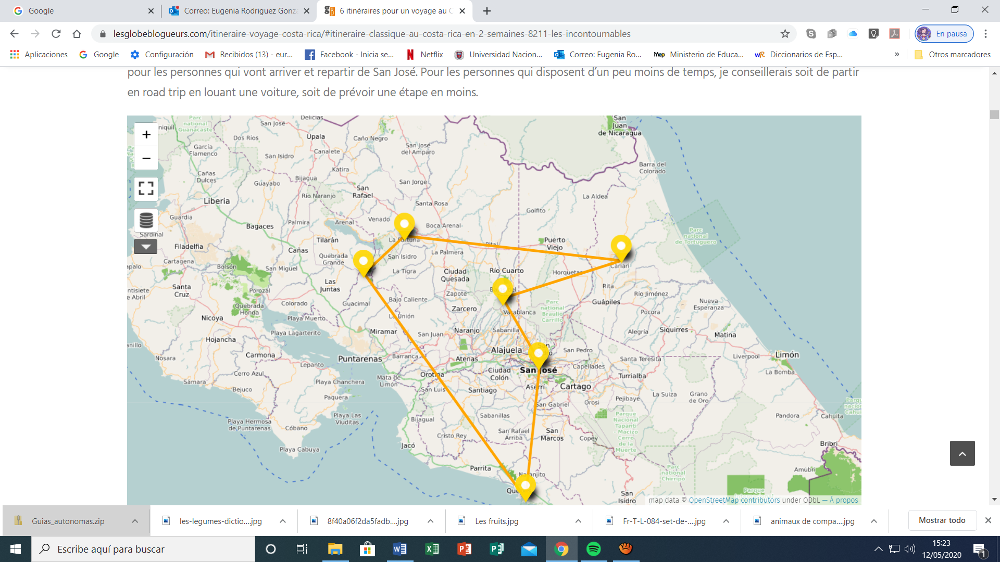 Google
Correo: Eugenia Rodriguez Gonz
6 itinéraires pour un voyage au C
lesglobeblogueurs.com/itineraire-voyage-costa-rica/#itineraire-classique-au-costa-rica-en-2-semaines-8211-les-incontournables
En pausa
Aplicaciones
Google
Configuración
Recibidos (13) - eur...
Facebook - Inicia se...
Netflix
Universidad Nacion...
Correo: Eugenia Ro...
Ministerio de Educa...
Diccionarios de Esp...
»
Otros marcadores
pour les personnes qui vont arriver et repartir de San José. Pour les personnes qui disposent d'un peu moins de temps, je conseillerais soit de partir
en road trip en louant une voiture, soit de prévoir une étape en moins.
+
−
Parc
national
Guanacaste
San José
Delicias
San
Juan
de Nicaragua
Dos Ríos
Upala
Caño Negro
García
Flamenco
Canalete
San José
del Amparo
San Isidro
Barra del
Colorado
Cañas
Dulces
Katira
Bijagua
Guayabo
San Jorge
San
Rafael
Río Naranjo
La Aldea
Liberia
Santa Rosa
Golfito
Guardia
Venado
Palmira
Arenal
Bagaces
Boca Arenal
Parc
national
de Tortuguero
Sardinal
Tilarán
La Fortuna
Pital
Puerto
Viejo
Filadelfia
Cañas
La Palmera
Quebrada
Grande
San Isidro
Cartagena
Bolsón
San Miguel
La Tigra
Ciudad
Quesada
Río Cuarto
Horquetas
Cariari
Las
Juntas
Santa
Cruz
Porozal
Rita
Río Jiménez
Zapote
Bajo Caliente
Colorado
Guacimal
Guápiles
Nueva
Esperanza
Quebrada
Honda
Parc
national
Braulio
Carrillo
Zarcero
Varablanca
Pocora
Nicoya
Playa Muerto
La Unión
Playa Lagarterito
Miramar
San Juan
Naranjo
Sabanilla
Alegría
Siquirres
Matina
Hojancha
Alajuela
San Pedro
Carmona
Puntarenas
Barranca
Atenas
Santa Teresita
Liverpool
Limón
Nosara
Lepanto
Capellades
San José
Ciudad
Colón
Orotina
La Bomba
Cerro Azul
Mata de
Limón
Turrialba
Sámara
Playa Chanchera
Aserrí
Cartago
Bejuco
San Luis
Santiago
La Suiza
Grano
de Oro
Paquera
San Gabriel
Orosi
Pejibaye
Playa Hermosa
de Puntarenas
Playa Las
Viuditas
Bijagual
Sabanillas
Parque
Nacional
Tapantí
- Macizo
Cerro
de la
Muerte
Pandora
Cahuita
Cóbano
Cristo Rey
San Rafael
Arriba
San
Marcos
Copey
Jacó
Playa Cabuya
Bribri
Parrita
Naranjito
Parc
national
Chirripo
Amubri
San
Isidro
Parque
map data © OpenStreetMap contributors under ODbL — À propos
Guias_autonomas.zip
les-legumes-dictio....jpg
8f40a06f2da5fadb....jpg
Les fruits.jpg
Fr-T-L-084-set-de-....jpg
animaux de compa....jpg
Mostrar todo
Escribe aquí para buscar
15:23
12/05/2020
1